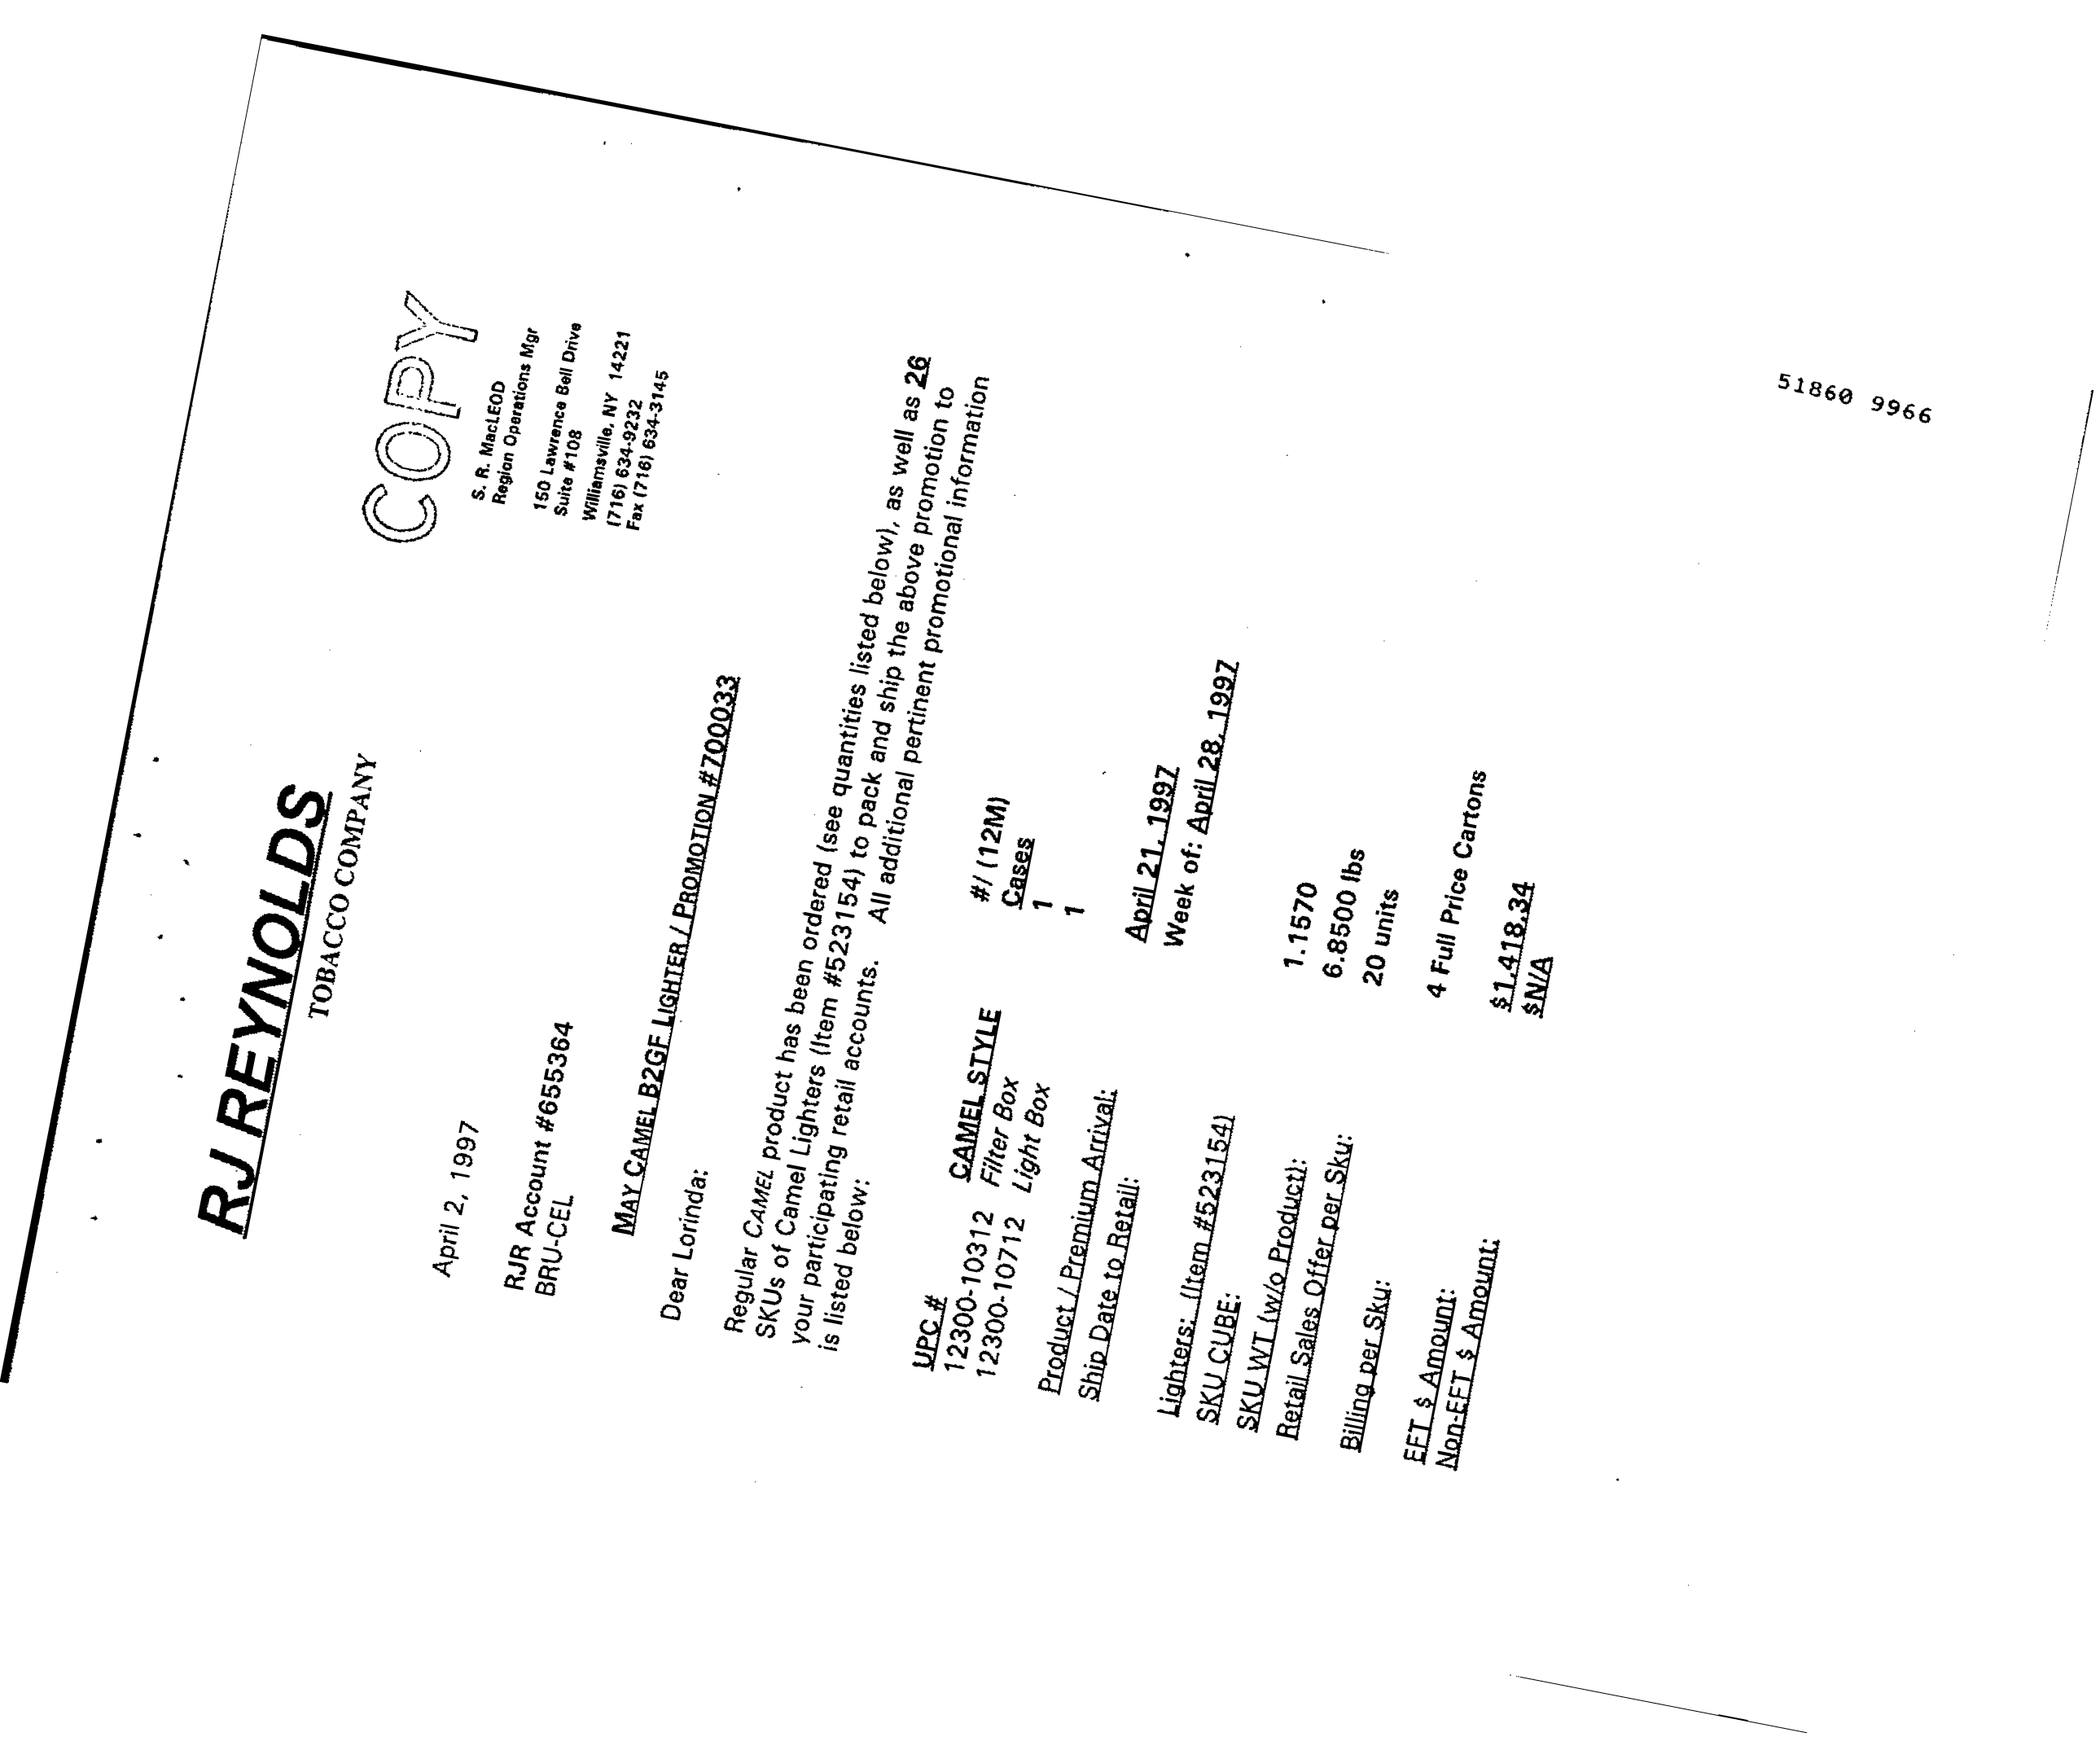 RJ REYNOLDS
TOBACCO COMPANY
COPY
S. R. MacLEOD
Region Operations Mgr
150 Lawrence Bell Drive
Suite #108
Williamsville, NY 14221
(716) 634-9232
Fax (716) 634-3145
April 2, 1997
RJR Account #655364
BRU-CEL
MAY CAMEL B2GF LIGHTER / PROMOTION #700033
Dear Lorinda:
Regular CAMEL product has been ordered (see quantities listed below), as well as 26
SKUs of Camel Lighters (Item #523154) to pack and ship the above promotion to
your participating retail accounts. All additional pertinent promotional information
is listed below:
UPC # CAMEL STYLE #/ (12M) Cases
12300-10312 Filter Box 1
12300-10712 Light Box 1
Product / Premium Arrival: April 21, 1997
Ship Date to Retail: Week of: April 28, 1997
Lighters: (Item #523154)
SKU CUBE: 1.1570
SKU WT (w/o Product): 6.8500 lbs
Retail Sales Offer per Sku: 20 units
Billing per Sku: 4 Full Price Cartons
EFT $ Amount: $1,418.34
Non-EFT $ Amount: $N/A
51860 9966